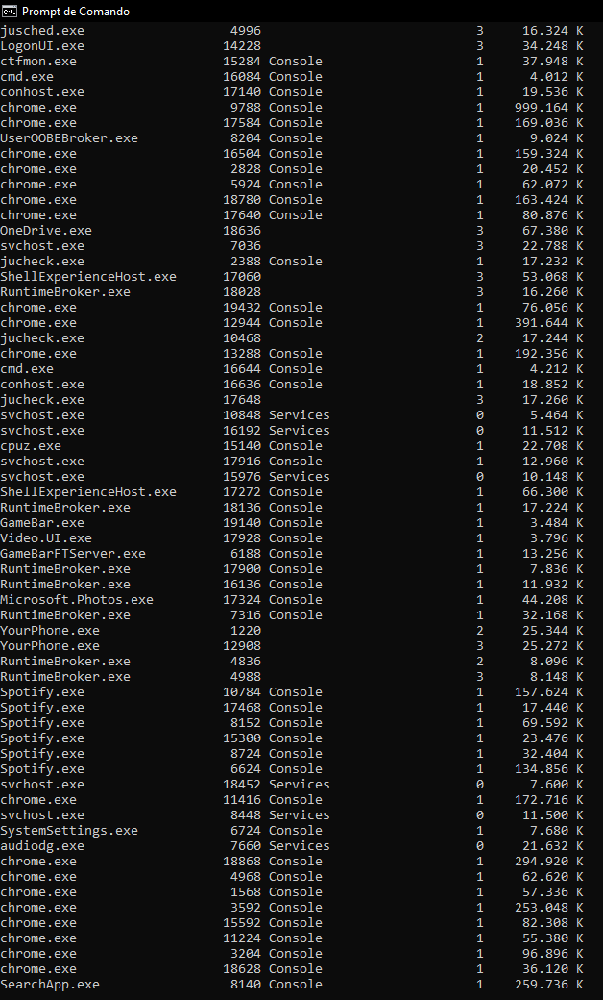 Prompt de Comando
jusched.exe 4996 3 16.324 K
LogonUI.exe 14228 3 34.248 K
ctfmon.exe 15284 Console 1 37.948 K
cmd.exe 16084 Console 1 4.012 K
conhost.exe 17140 Console 1 19.536 K
chrome.exe 9788 Console 1 999.164 K
chrome.exe 17584 Console 1 169.036 K
UserOOBEBroker.exe 8204 Console 1 9.024 K
chrome.exe 16504 Console 1 159.324 K
chrome.exe 2828 Console 1 20.452 K
chrome.exe 5924 Console 1 62.072 K
chrome.exe 18780 Console 1 163.424 K
chrome.exe 17640 Console 1 80.876 K
OneDrive.exe 18636 3 67.380 K
svchost.exe 7036 3 22.788 K
jucheck.exe 2388 Console 1 17.232 K
ShellExperienceHost.exe 17060 3 53.068 K
RuntimeBroker.exe 18028 3 16.260 K
chrome.exe 19432 Console 1 76.056 K
chrome.exe 12944 Console 1 391.644 K
jucheck.exe 10468 2 17.244 K
chrome.exe 13288 Console 1 192.356 K
cmd.exe 16644 Console 1 4.212 K
conhost.exe 16636 Console 1 18.852 K
jucheck.exe 17648 3 17.260 K
svchost.exe 10848 Services 0 5.464 K
svchost.exe 16192 Services 0 11.512 K
cpuz.exe 15140 Console 1 22.708 K
svchost.exe 17916 Console 1 12.960 K
svchost.exe 15976 Services 0 10.148 K
ShellExperienceHost.exe 17272 Console 1 66.300 K
RuntimeBroker.exe 18136 Console 1 17.224 K
GameBar.exe 19140 Console 1 3.484 K
Video.UI.exe 17928 Console 1 3.796 K
GameBarFTServer.exe 6188 Console 1 13.256 K
RuntimeBroker.exe 17900 Console 1 7.836 K
RuntimeBroker.exe 16136 Console 1 11.932 K
Microsoft.Photos.exe 17324 Console 1 44.208 K
RuntimeBroker.exe 7316 Console 1 32.168 K
YourPhone.exe 1220 2 25.344 K
YourPhone.exe 12908 3 25.272 K
RuntimeBroker.exe 4836 2 8.096 K
RuntimeBroker.exe 4988 3 8.148 K
Spotify.exe 10784 Console 1 157.624 K
Spotify.exe 17468 Console 1 17.440 K
Spotify.exe 8152 Console 1 69.592 K
Spotify.exe 15300 Console 1 23.476 K
Spotify.exe 8724 Console 1 32.404 K
Spotify.exe 6624 Console 1 134.856 K
svchost.exe 18452 Services 0 7.600 K
chrome.exe 11416 Console 1 172.716 K
svchost.exe 8448 Services 0 11.500 K
SystemSettings.exe 6724 Console 1 7.680 K
audiodg.exe 7660 Services 0 21.632 K
chrome.exe 18868 Console 1 294.920 K
chrome.exe 4968 Console 1 62.620 K
chrome.exe 1568 Console 1 57.336 K
chrome.exe 3592 Console 1 253.048 K
chrome.exe 15592 Console 1 82.308 K
chrome.exe 11224 Console 1 55.380 K
chrome.exe 3204 Console 1 96.896 K
chrome.exe 18628 Console 1 36.120 K
SearchApp.exe 8140 Console 1 259.736 K